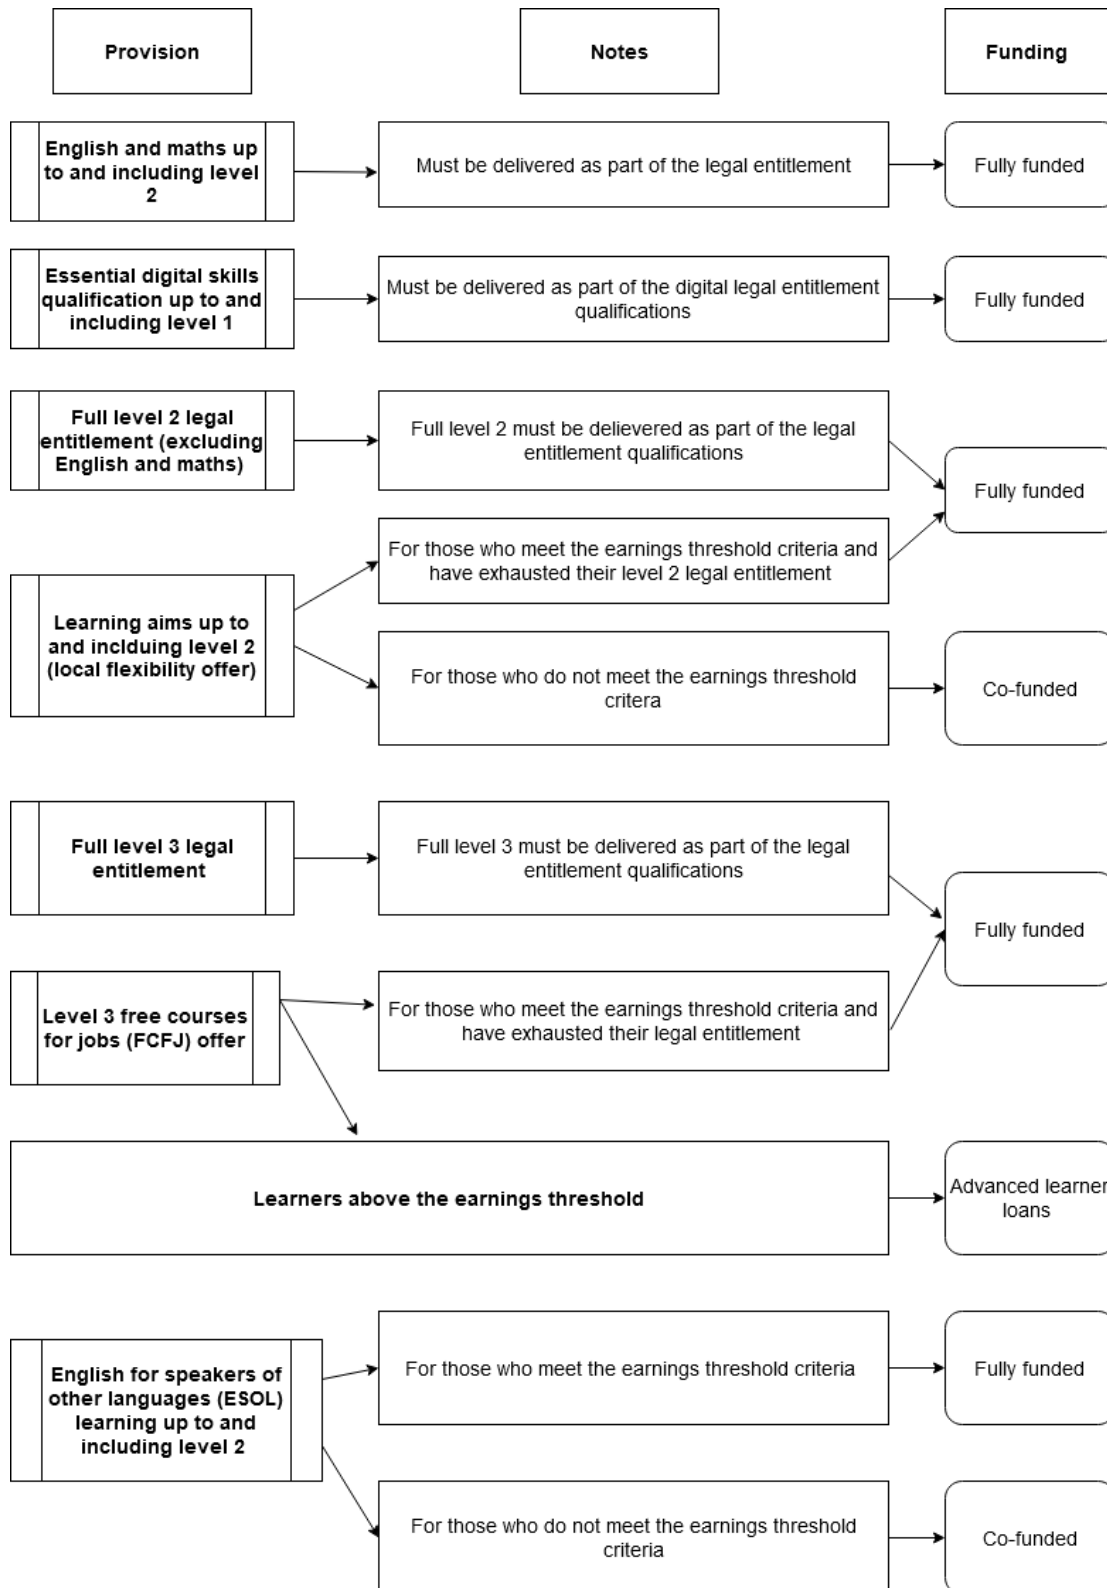 Provision
Notes
Funding
English and maths up
to and including level
2
Must be delivered as part of the legal entitlement
Fully funded
Essential digital skills
qualification up to and
including level 1
Must be delivered as part of the digital legal entitlement
qualifications
Fully funded
Full level 2 legal
entitlement (excluding
English and maths)
Full level 2 must be delievered as part of the legal
entitlement qualifications
Fully funded
Learning aims up to
and inclduing level 2
(local flexibility offer)
For those who meet the earnings threshold criteria and
have exhausted their level 2 legal entitlement
For those who do not meet the earnings threshold
critera
Co-funded
Full level 3 legal
entitlement
Full level 3 must be delivered as part of the legal
entitlement qualifications
Fully funded
Level 3 free courses
for jobs (FCFJ) offer
For those who meet the earnings threshold criteria and
have exhausted their legal entitlement
Learners above the earnings threshold
Advanced learner
loans
English for speakers of
other languages (ESOL)
learning up to and
including level 2
For those who meet the earnings threshold criteria
Fully funded
For those who do not meet the earnings threshold
criteria
Co-funded